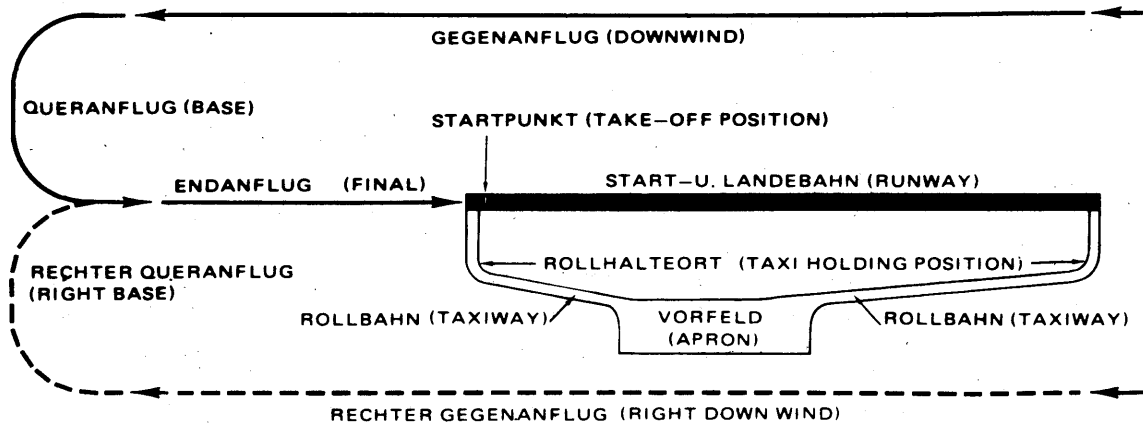 GEGENANFLUG (DOWNWIND)
QUERANFLUG (BASE)
STARTPUNKT (TAKE–OFF POSITION)
ENDANFLUG (FINAL)
START–U. LANDEBAHN (RUNWAY)
RECHTER QUERANFLUG
(RIGHT BASE)
ROLLHALTEORT (TAXI HOLDING POSITION)
ROLLBAHN (TAXIWAY)
VORFELD
(APRON)
ROLLBAHN (TAXIWAY)
RECHTER GEGENANFLUG (RIGHT DOWN WIND)